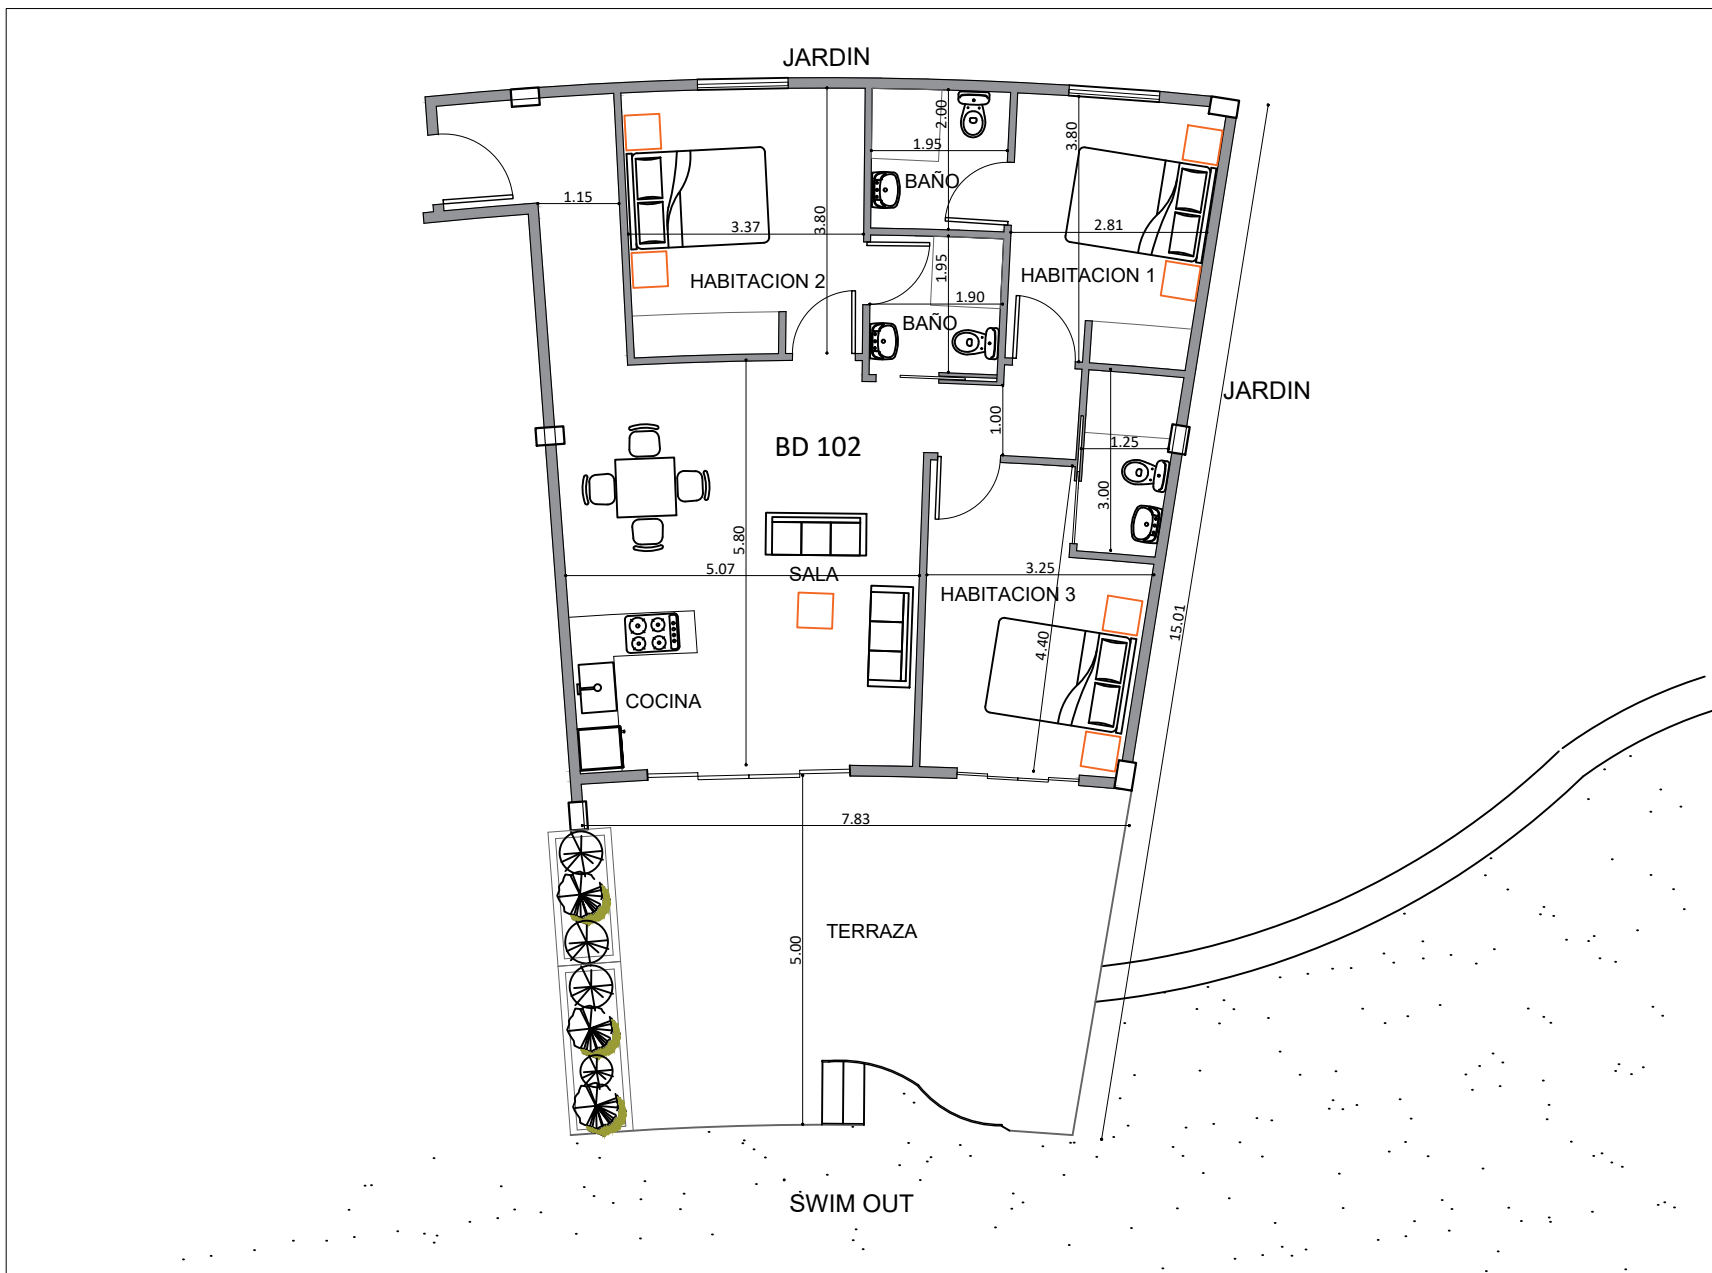 JARDIN
2.00
3.80
1.95
BAÑO
1.15
3.37
3.80
2.81
HABITACION 2
1.95
HABITACION 1
1.90
BAÑO
JARDIN
1.00
BD 102
1.25
3.00
5.80
5.07
SALA
3.25
HABITACION 3
15.01
4.40
COCINA
7.83
TERRAZA
5.00
SWIM OUT